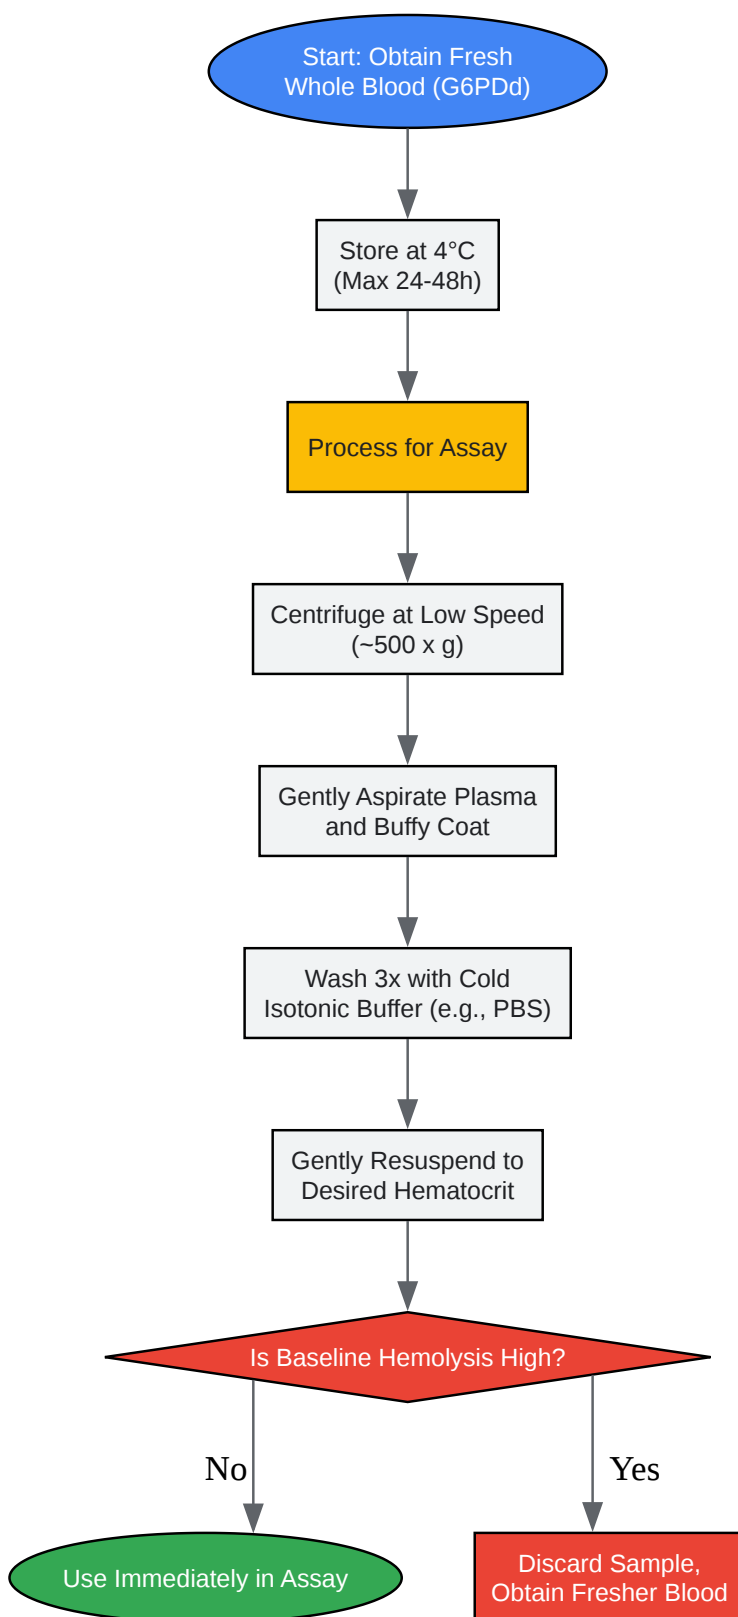 Start: Obtain Fresh
Whole Blood (G6PDd)
Store at 4°C
(Max 24-48h)
Process for Assay
Centrifuge at Low Speed
(~500 x g)
Gently Aspirate Plasma
and Buffy Coat
Wash 3x with Cold
Isotonic Buffer (e.g., PBS)
Gently Resuspend to
Desired Hematocrit
Is Baseline Hemolysis High?
No
Yes
Use Immediately in Assay
Discard Sample,
Obtain Fresher Blood